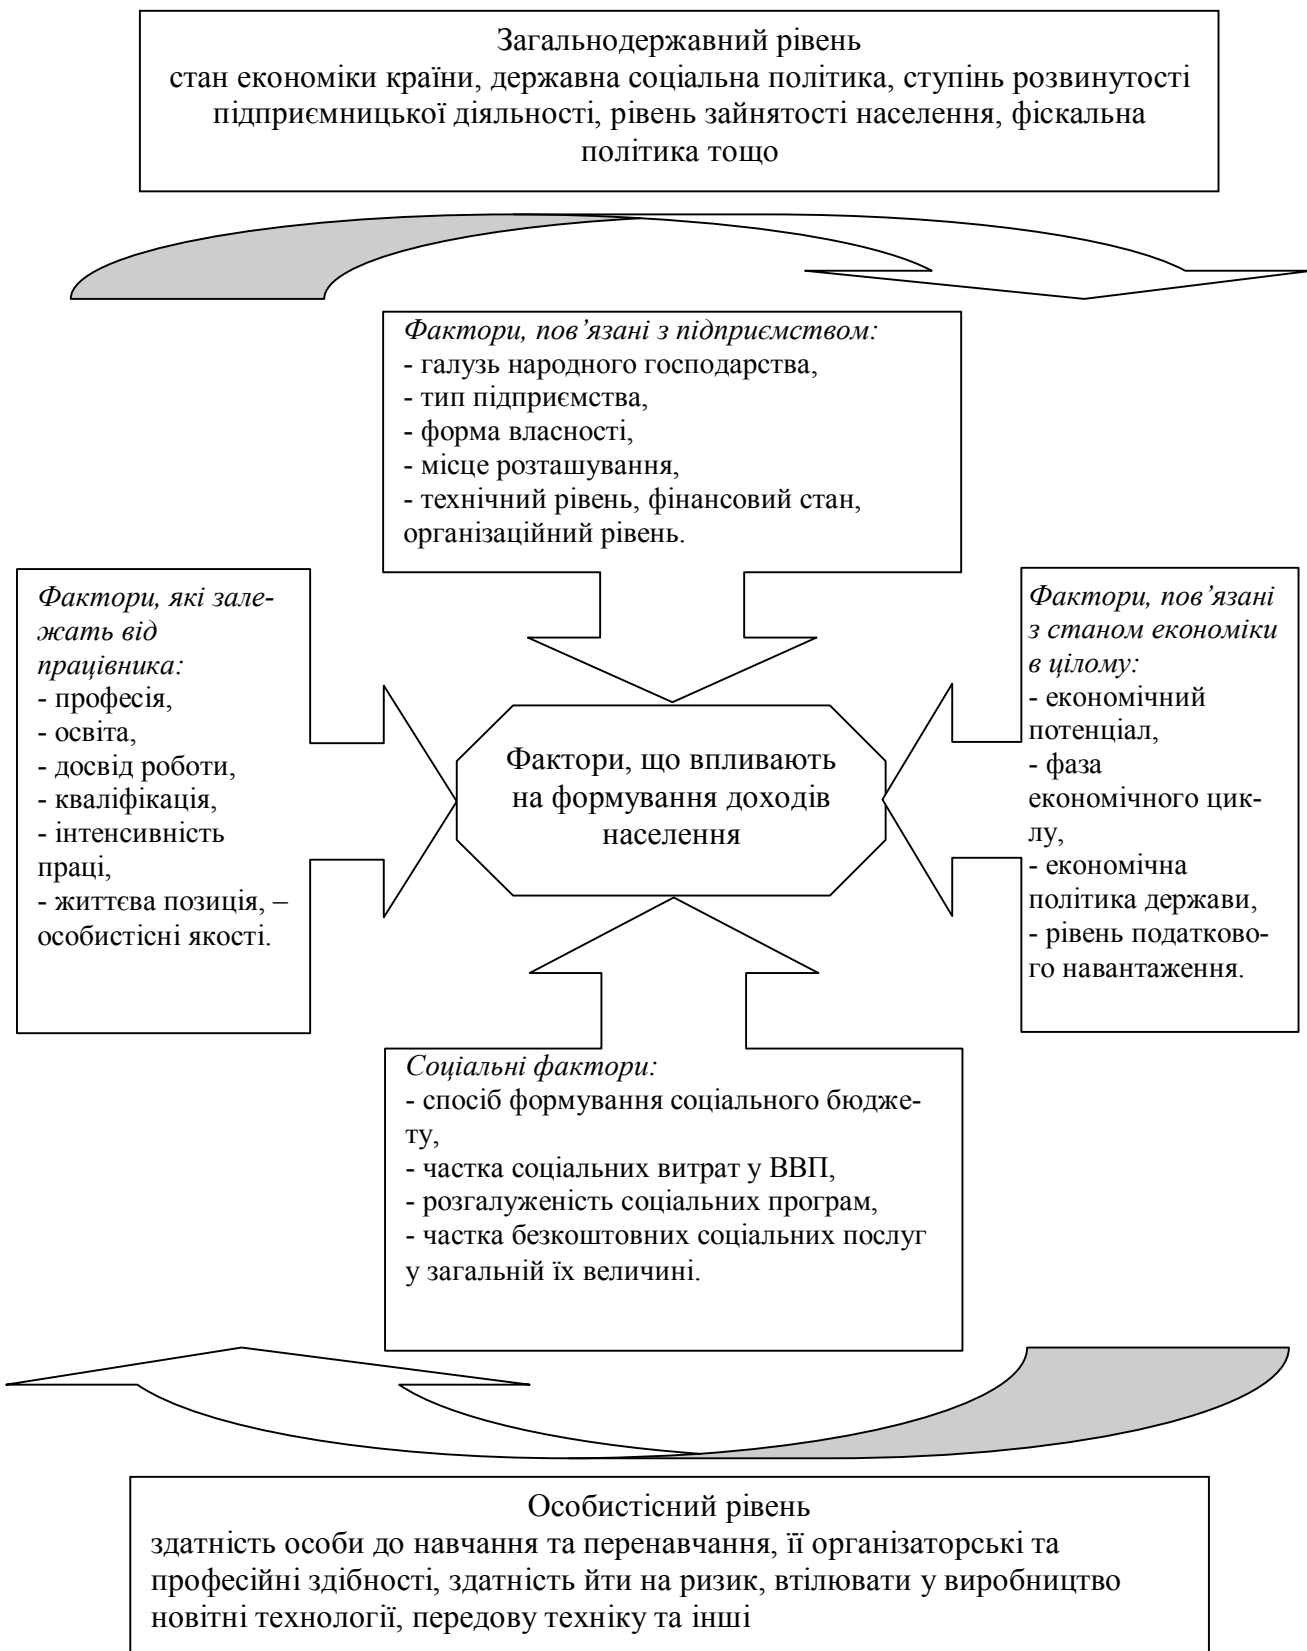 Загальнодержавний рівень
стан економіки країни, державна соціальна політика, ступінь розвинутості
підприємницької діяльності, рівень зайнятості населення, фіскальна
політика тощо
Фактори, пов’язані з підприємством:
- галузь народного господарства,
- тип підприємства,
- форма власності,
- місце розташування,
- технічний рівень, фінансовий стан,
організаційний рівень.
Фактори, які зале-
жать від
працівника:
- професія,
- освіта,
- досвід роботи,
- кваліфікація,
- інтенсивність
праці,
- життєва позиція, –
особистісні якості.
Фактори, що впливають
на формування доходів
населення
Фактори, пов’язані
з станом економіки
в цілому:
- економічний
потенціал,
- фаза
економічного цик-
лу,
- економічна
політика держави,
- рівень податково-
го навантаження.
Соціальні фактори:
- спосіб формування соціального бюдже-
ту,
- частка соціальних витрат у ВВП,
- розгалуженість соціальних програм,
- частка безкоштовних соціальних послуг
у загальній їх величині.
Особистісний рівень
здатність особи до навчання та перенавчання, її організаторські та
професійні здібності, здатність йти на ризик, втілювати у виробництво
новітні технології, передову техніку та інші